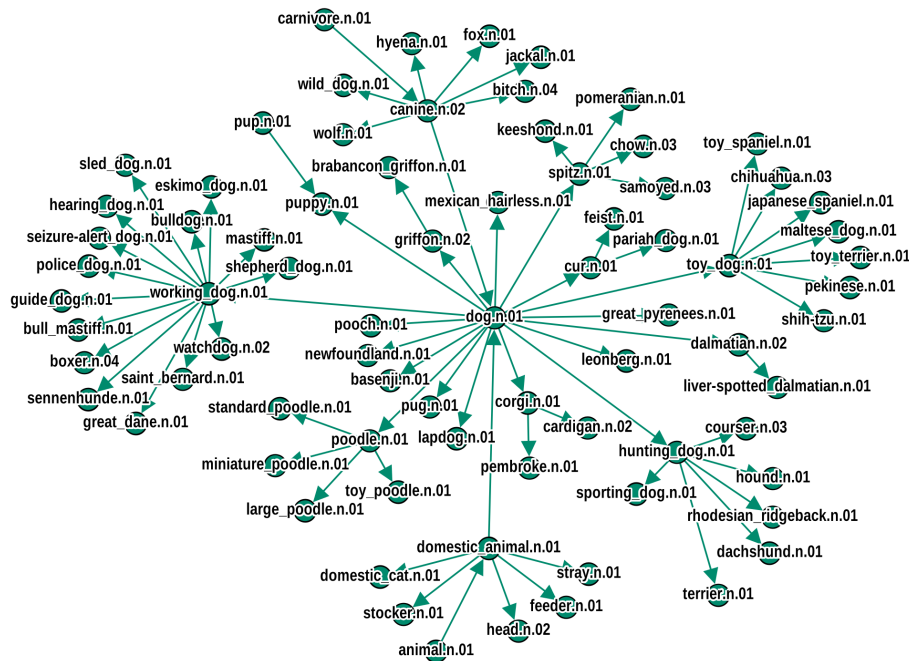 carnivore.n.01
hyena.n.01
fox.n.01
jackal.n.01
wild_dog.n.01
bitch.n.04
canine.n.02
pomeranian.n.01
pup.n.01
wolf.n.01
keeshond.n.01
chow.n.03
toy_spaniel.n.01
sled_dog.n.01
brabancon_griffon.n.01
spitz.n.01
chihuahua.n.03
eskimo_dog.n.01
samoyed.n.03
hearing_dog.n.01
puppy.n.01
mexican_hairless.n.01
japanese_spaniel.n.01
bulldog.n.01
feist.n.01
maltese_dog.n.01
seizure-alert_dog.n.01
mastiff.n.01
griffon.n.02
pariah_dog.n.01
toy_terrier.n.01
police_dog.n.01
shepherd_dog.n.01
cur.n.01
toy_dog.n.01
pekinese.n.01
guide_dog.n.01
working_dog.n.01
bull_mastiff.n.01
pooch.n.01
dog.n.01
great_pyrenees.n.01
shih-tzu.n.01
boxer.n.04
watchdog.n.02
newfoundland.n.01
leonberg.n.01
dalmatian.n.02
saint_bernard.n.01
basenji.n.01
liver-spotted_dalmatian.n.01
sennenhunde.n.01
standard_poodle.n.01
pug.n.01
corgi.n.01
great_dane.n.01
poodle.n.01
lapdog.n.01
cardigan.n.02
courser.n.03
hunting_dog.n.01
miniature_poodle.n.01
pembroke.n.01
hound.n.01
toy_poodle.n.01
sporting_dog.n.01
large_poodle.n.01
rhodesian_ridgeback.n.01
domestic_animal.n.01
dachshund.n.01
domestic_cat.n.01
stray.n.01
terrier.n.01
stocker.n.01
feeder.n.01
head.n.02
animal.n.01